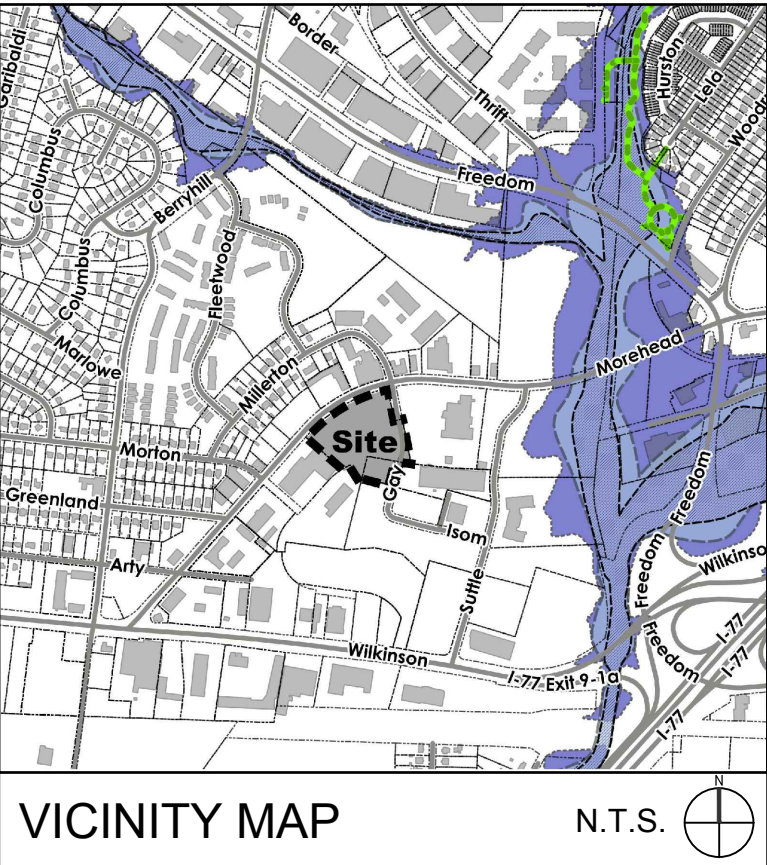 Garibaldi
Border
Hurston
Lela
Thrift
Columbus
Freedom
Berryhill
Columbus
Fleetwood
Marlowe
Millerton
Morehead
Site
Morton
Gay
Greenland
Isom
Freedom
Arty
Suttle
Freedom
Wilkinso
Wilkinson
Freedom
I-77
I-77
I-77 Exit 9-1a
I-77
VICINITY MAP
N.T.S.
N